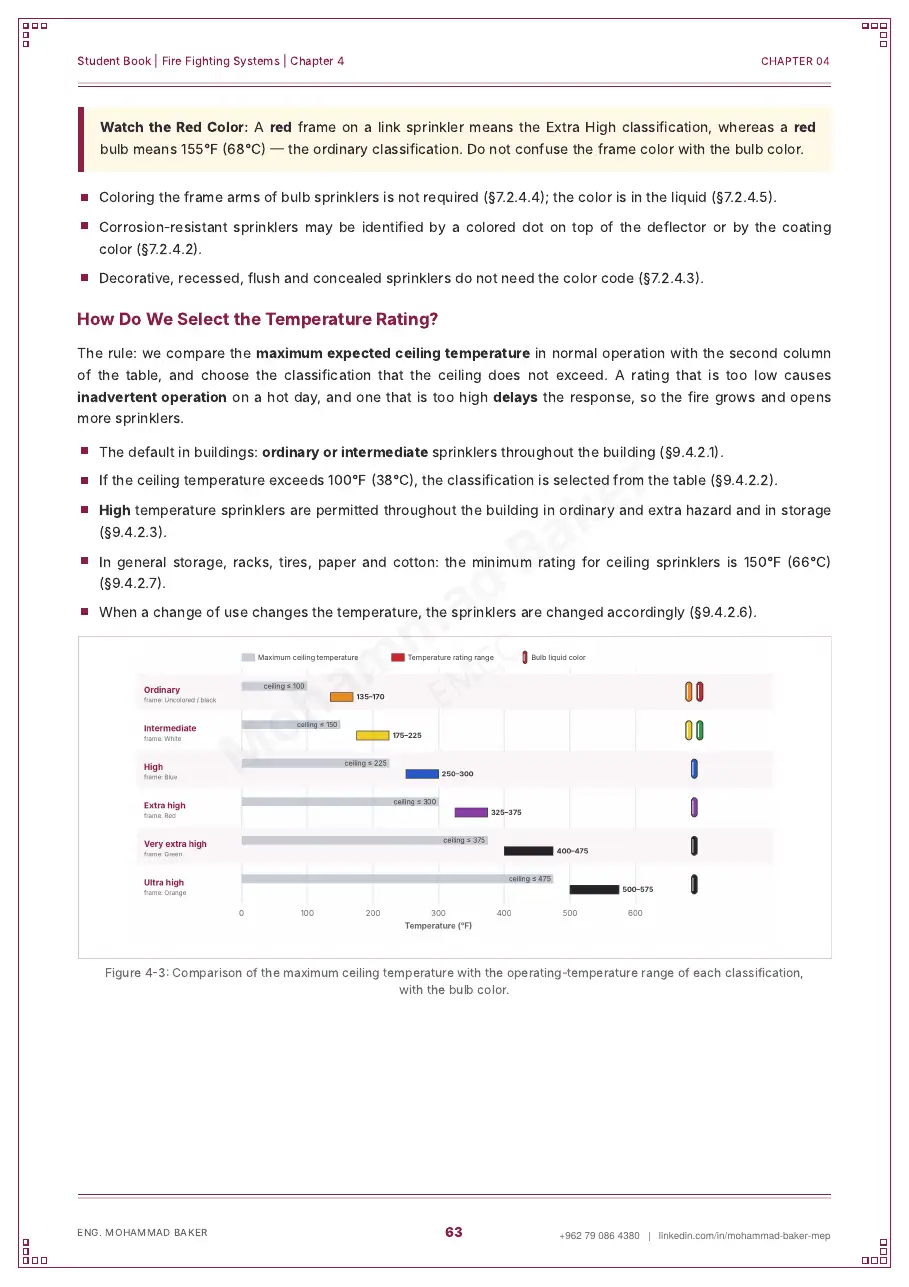 Student Book | Fire Fighting Systems | Chapter 4
CHAPTER 04
Watch the Red Color: A red frame on a link sprinkler means the Extra High classification, whereas a red
bulb means 155°F (68°C) — the ordinary classification. Do not confuse the frame color with the bulb color.
Coloring the frame arms of bulb sprinklers is not required (§7.2.4.4); the color is in the liquid (§7.2.4.5).
Corrosion-resistant sprinklers may be identified by a colored dot on top of the deflector or by the coating
color (§7.2.4.2).
Decorative, recessed, flush and concealed sprinklers do not need the color code (§7.2.4.3).
How Do We Select the Temperature Rating?
The rule: we compare the maximum expected ceiling temperature in normal operation with the second column
of the table, and choose the classification that the ceiling does not exceed. A rating that is too low causes
inadvertent operation on a hot day, and one that is too high delays the response, so the fire grows and opens
more sprinklers.
The default in buildings: ordinary or intermediate sprinklers throughout the building (§9.4.2.1).
If the ceiling temperature exceeds 100°F (38°C), the classification is selected from the table (§9.4.2.2).
High temperature sprinklers are permitted throughout the building in ordinary and extra hazard and in storage
(§9.4.2.3).
In general storage, racks, tires, paper and cotton: the minimum rating for ceiling sprinklers is 150°F (66°C)
(§9.4.2.7).
When a change of use changes the temperature, the sprinklers are changed accordingly (§9.4.2.6).
Mohammad Baker
EMCC
Maximum ceiling temperature
Temperature rating range
Bulb liquid color
Ordinary
frame: Uncolored / black
ceiling ≤ 100
135–170
Intermediate
frame: White
ceiling ≤ 150
175–225
High
frame: Blue
ceiling ≤ 225
250–300
Extra high
frame: Red
ceiling ≤ 300
325–375
Very extra high
frame: Green
ceiling ≤ 375
400–475
Ultra high
frame: Orange
ceiling ≤ 475
500–575
0 100 200 300 400 500 600
Temperature (°F)
Figure 4-3: Comparison of the maximum ceiling temperature with the operating-temperature range of each classification,
with the bulb color.
ENG. MOHAMMAD BAKER
63
+962 79 086 4380 | linkedin.com/in/mohammad-baker-mep